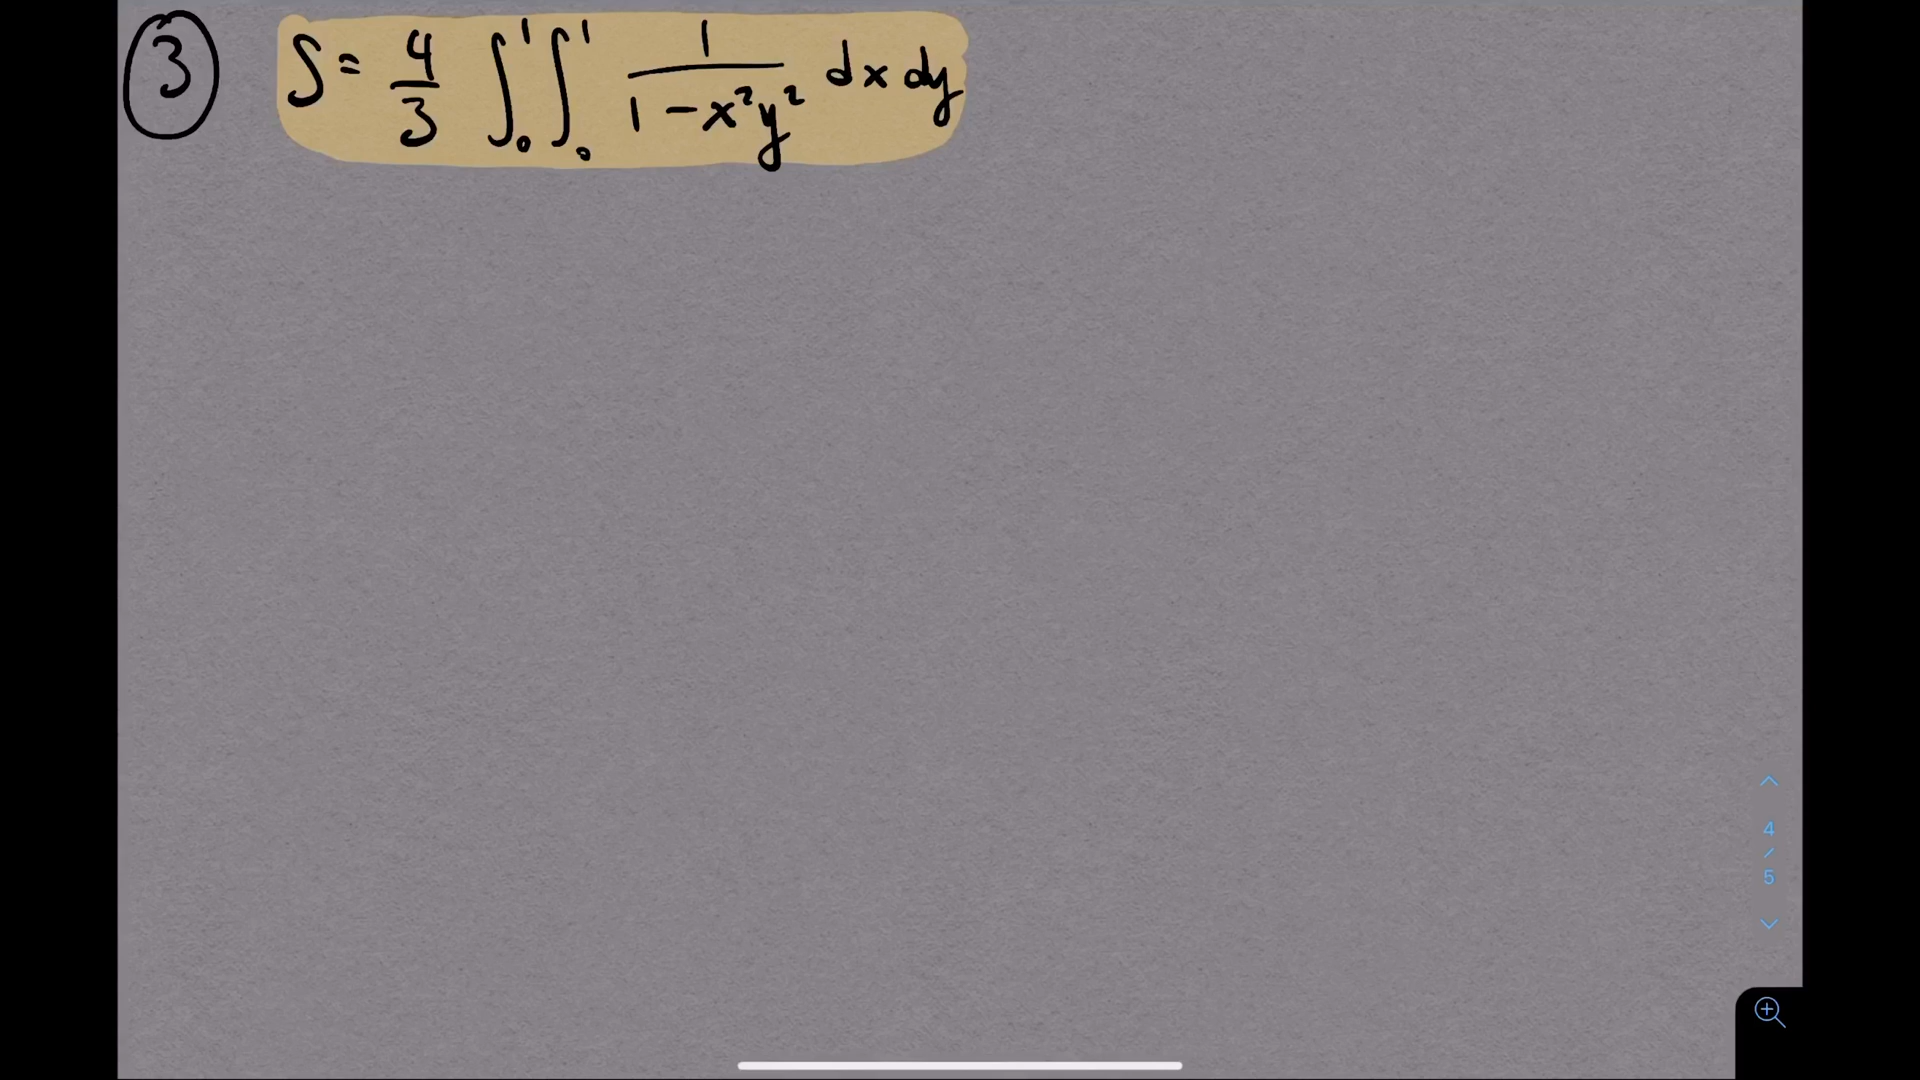 ③ S = 4/3 ∫₀¹ ∫₀¹ 1/(1 − x²y²) dx dy
4
/
5